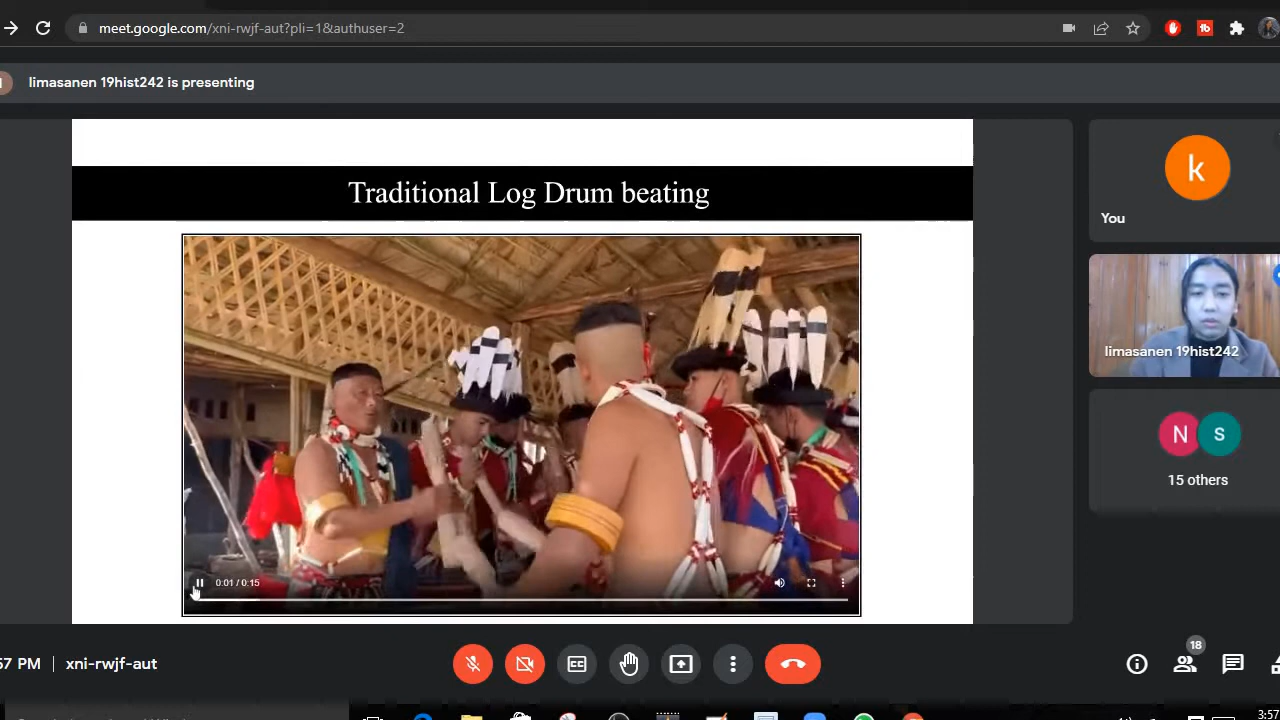 meet.google.com/xni-rwjf-aut?pli=1&authuser=2
limasanen 19hist242 is presenting
Traditional Log Drum beating
0:01 / 0:15
k
You
limasanen 19hist242
N S
15 others
57 PM | xni-rwjf-aut
18
3:57